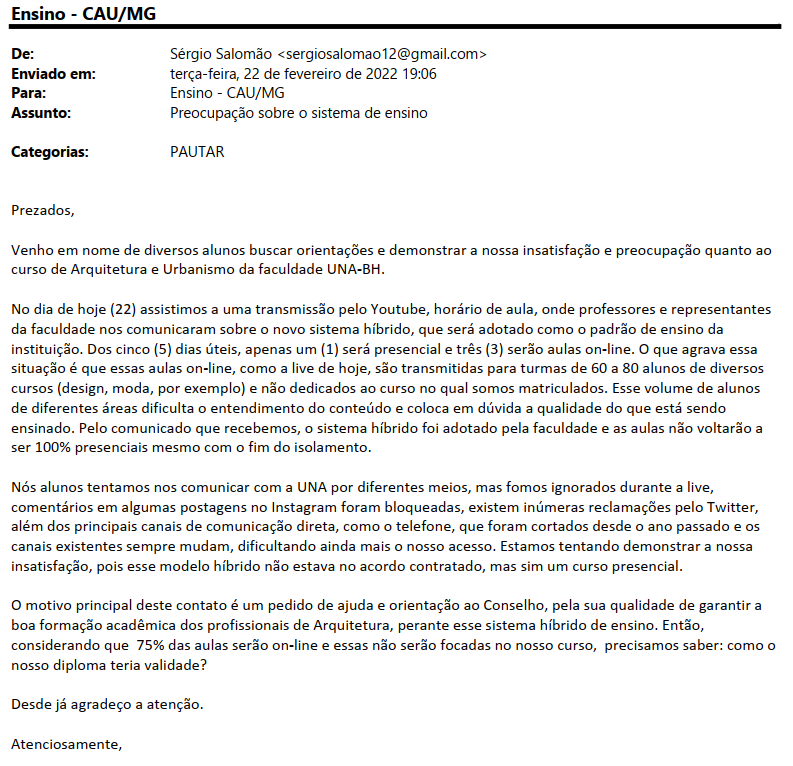 Ensino - CAU/MG
De: Sérgio Salomão <sergiosalomao12@gmail.com>
Enviado em: terça-feira, 22 de fevereiro de 2022 19:06
Para: Ensino - CAU/MG
Assunto: Preocupação sobre o sistema de ensino
Categorias: PAUTAR
Prezados,
Venho em nome de diversos alunos buscar orientações e demonstrar a nossa insatisfação e preocupação quanto ao
curso de Arquitetura e Urbanismo da faculdade UNA-BH.
No dia de hoje (22) assistimos a uma transmissão pelo Youtube, horário de aula, onde professores e representantes
da faculdade nos comunicaram sobre o novo sistema híbrido, que será adotado como o padrão de ensino da
instituição. Dos cinco (5) dias úteis, apenas um (1) será presencial e três (3) serão aulas on-line. O que agrava essa
situação é que essas aulas on-line, como a live de hoje, são transmitidas para turmas de 60 a 80 alunos de diversos
cursos (design, moda, por exemplo) e não dedicados ao curso no qual somos matriculados. Esse volume de alunos
de diferentes áreas dificulta o entendimento do conteúdo e coloca em dúvida a qualidade do que está sendo
ensinado. Pelo comunicado que recebemos, o sistema híbrido foi adotado pela faculdade e as aulas não voltarão a
ser 100% presenciais mesmo com o fim do isolamento.
Nós alunos tentamos nos comunicar com a UNA por diferentes meios, mas fomos ignorados durante a live,
comentários em algumas postagens no Instagram foram bloqueadas, existem inúmeras reclamações pelo Twitter,
além dos principais canais de comunicação direta, como o telefone, que foram cortados desde o ano passado e os
canais existentes sempre mudam, dificultando ainda mais o nosso acesso. Estamos tentando demonstrar a nossa
insatisfação, pois esse modelo híbrido não estava no acordo contratado, mas sim um curso presencial.
O motivo principal deste contato é um pedido de ajuda e orientação ao Conselho, pela sua qualidade de garantir a
boa formação acadêmica dos profissionais de Arquitetura, perante esse sistema híbrido de ensino. Então,
considerando que 75% das aulas serão on-line e essas não serão focadas no nosso curso, precisamos saber: como o
nosso diploma teria validade?
Desde já agradeço a atenção.
Atenciosamente,